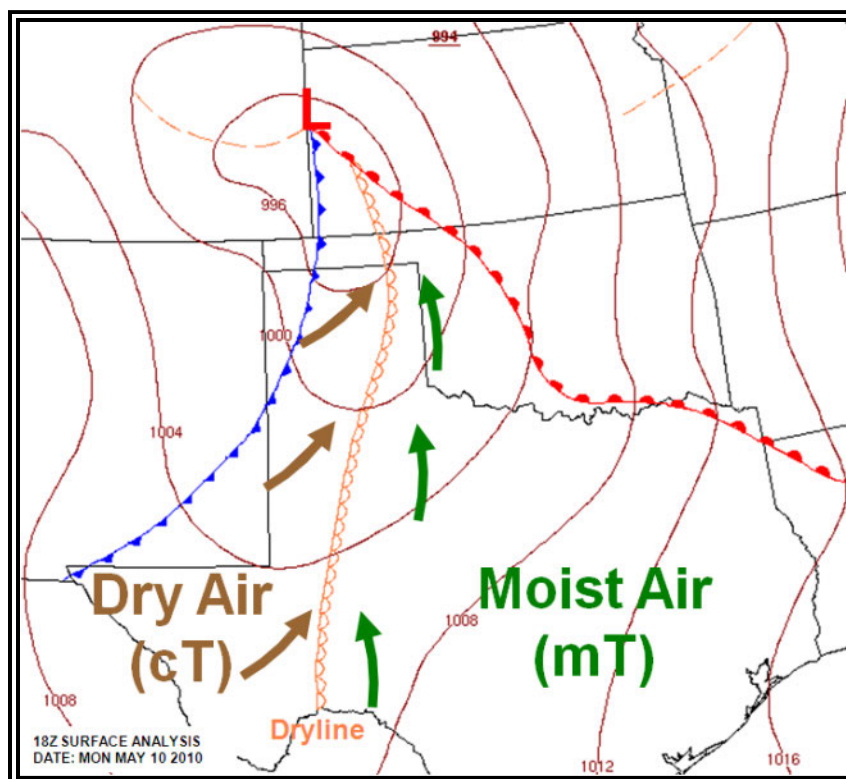 994
L
996
1000
1004
Dry Air
(cT)
Moist Air
(mT)
1008
1008
Dryline
18Z SURFACE ANALYSIS
DATE: MON MAY 10 2010
1012
1016